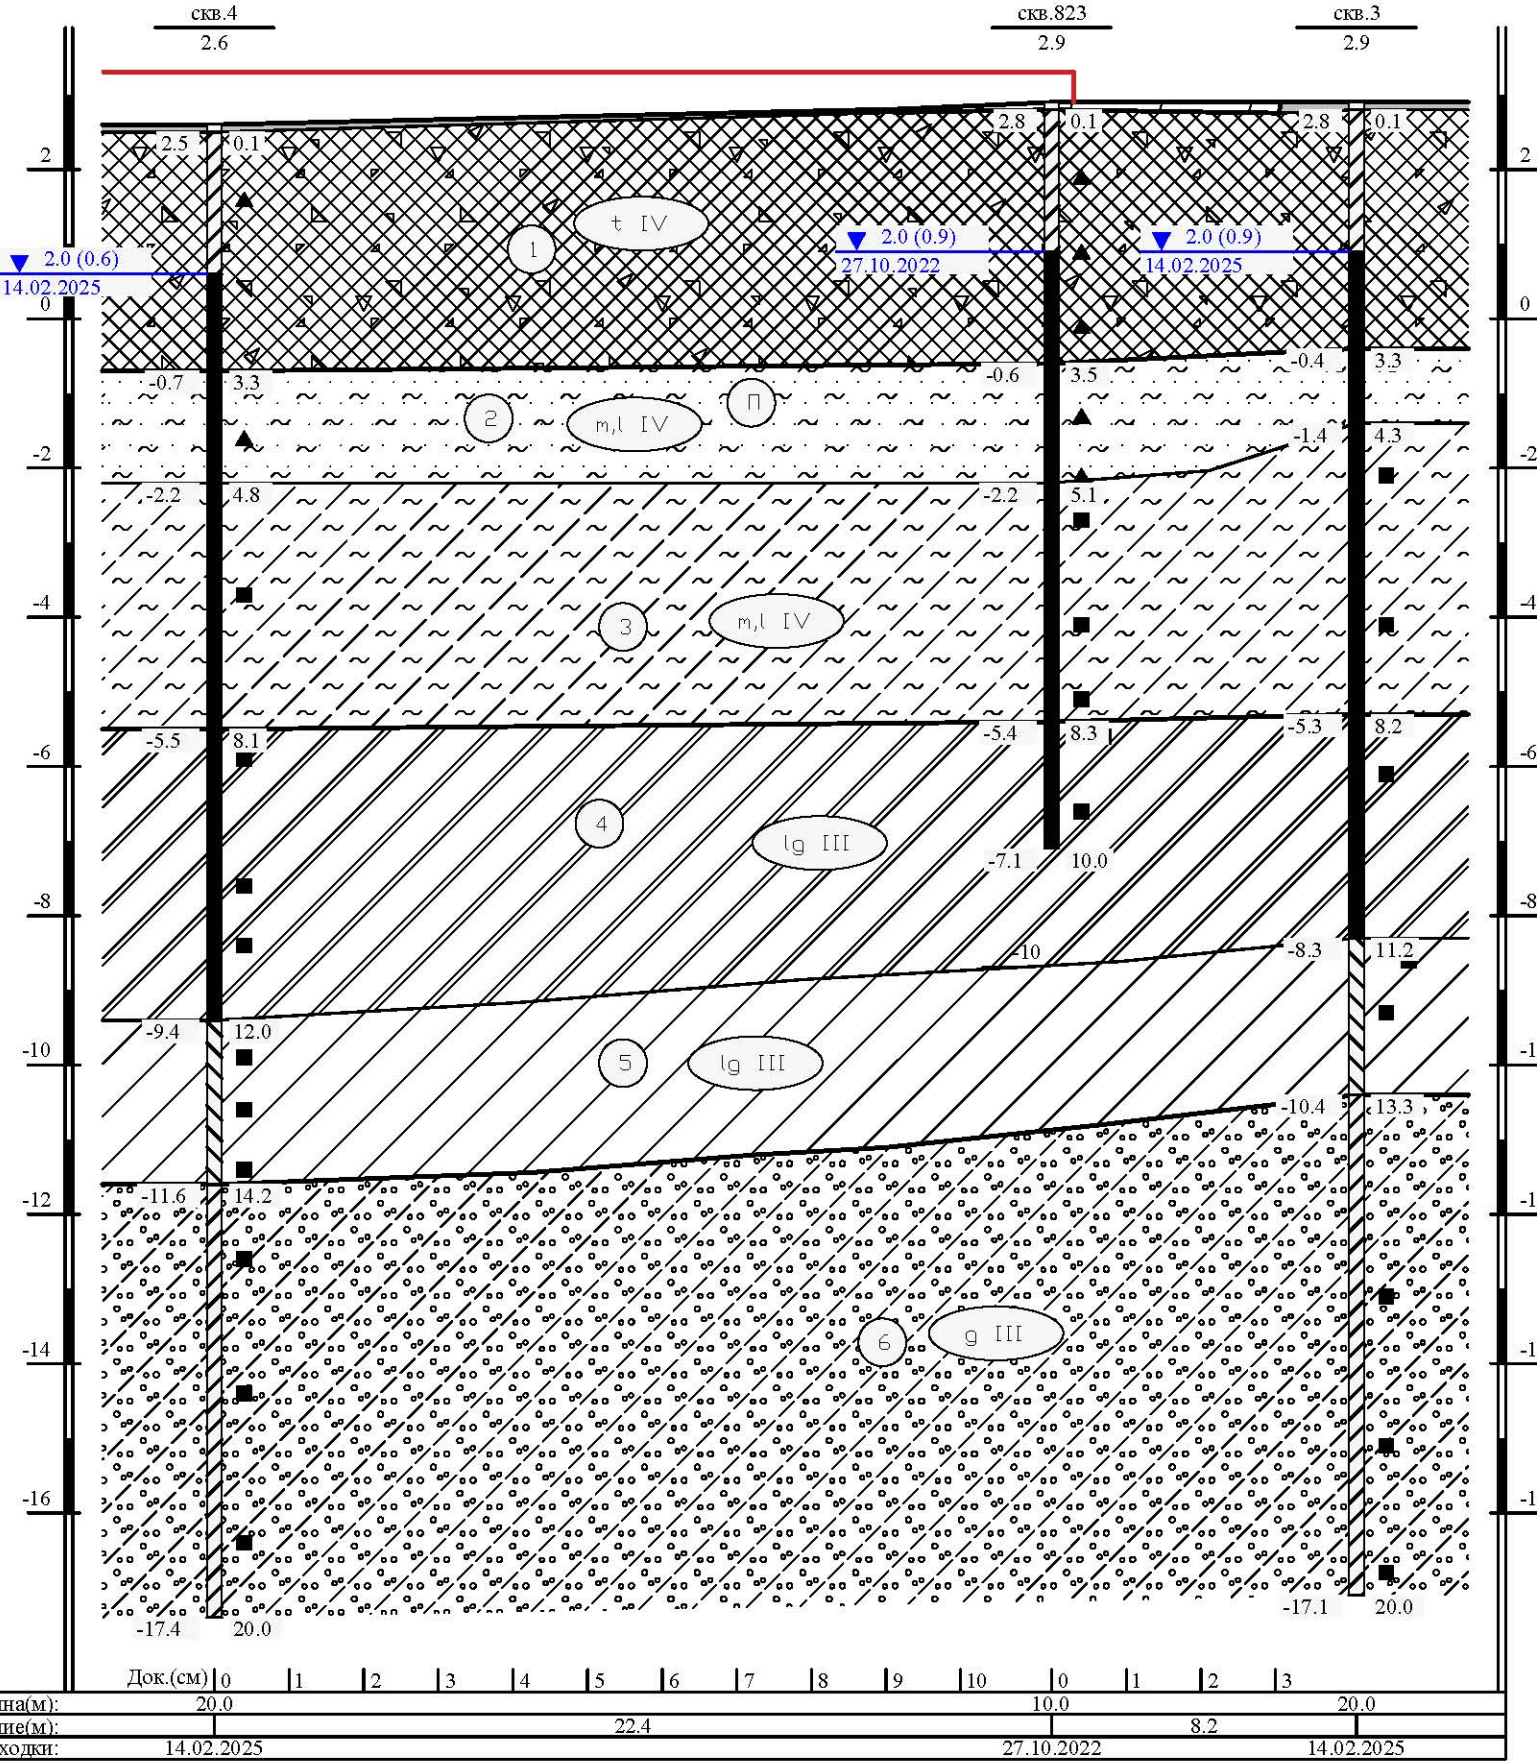 скв.4 скв.823 скв.3
2.6 2.9 2.9
2.8 0.1 2.8 0.1
2.5 0.1
2 2
t IV
1
2.0 (0.9) 2.0 (0.9)
27.10.2022 14.02.2025
2.0 (0.6)
14.02.2025
0 0
-0.4 3.3
-0.7 3.3 -0.6 3.5
П
2 m,l IV
-1.4 4.3
-2 -2
-2.2 4.8 -2.2 5.1
-4 -4
3 m,l IV
-5.5 8.1 -5.4 8.3 -5.3 8.2
-6 -6
4 lg III
-7.1 10.0
-8 -8
-10 -8.3 11.2
-9.4 12.0
-10 -1
5 lg III
-10.4 13.3
-11.6 14.2
-12 -1
6 g III
-14 -1
-16 -1
-17.1 20.0
-17.4 20.0
Док.(см) 0 1 2 3 4 5 6 7 8 9 10 0 1 2 3
на(м): 20.0 10.0 20.0
ие(м): 22.4 8.2
ходки: 14.02.2025 27.10.2022 14.02.2025